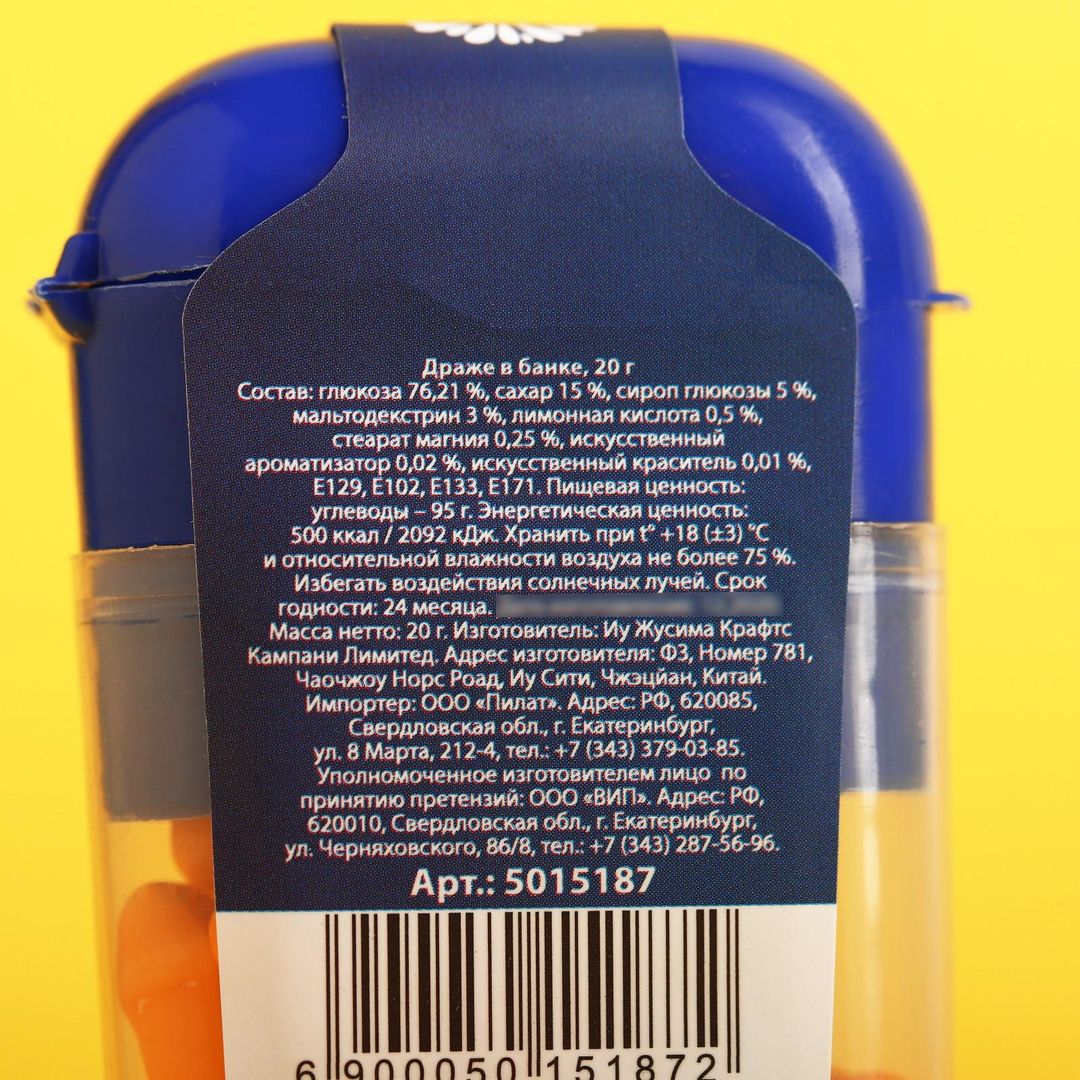 Драже в банке, 20 г
Состав: глюкоза 76,21 %, сахар 15 %, сироп глюкозы 5 %,
мальтодекстрин 3 %, лимонная кислота 0,5 %,
стеарат магния 0,25 %, искусственный
ароматизатор 0,02 %, искусственный краситель 0,01 %,
Е129, Е102, Е133, Е171. Пищевая ценность:
углеводы – 95 г. Энергетическая ценность:
500 ккал / 2092 кДж. Хранить при t° +18 (±3) °С
и относительной влажности воздуха не более 75 %.
Избегать воздействия солнечных лучей. Срок
годности: 24 месяца.
Масса нетто: 20 г. Изготовитель: Иу Жусима Крафтс
Кампани Лимитед. Адрес изготовителя: Ф3, Номер 781,
Чаочжоу Норс Роад, Иу Сити, Чжэцйан, Китай.
Импортер: ООО «Пилат». Адрес: РФ, 620085,
Свердловская обл., г. Екатеринбург,
ул. 8 Марта, 212-4, тел.: +7 (343) 379-03-85.
Уполномоченное изготовителем лицо по
принятию претензий: ООО «ВИП». Адрес: РФ,
620010, Свердловская обл., г. Екатеринбург,
ул. Черняховского, 86/8, тел.: +7 (343) 287-56-96.
Арт.: 5015187
6 900050 151872